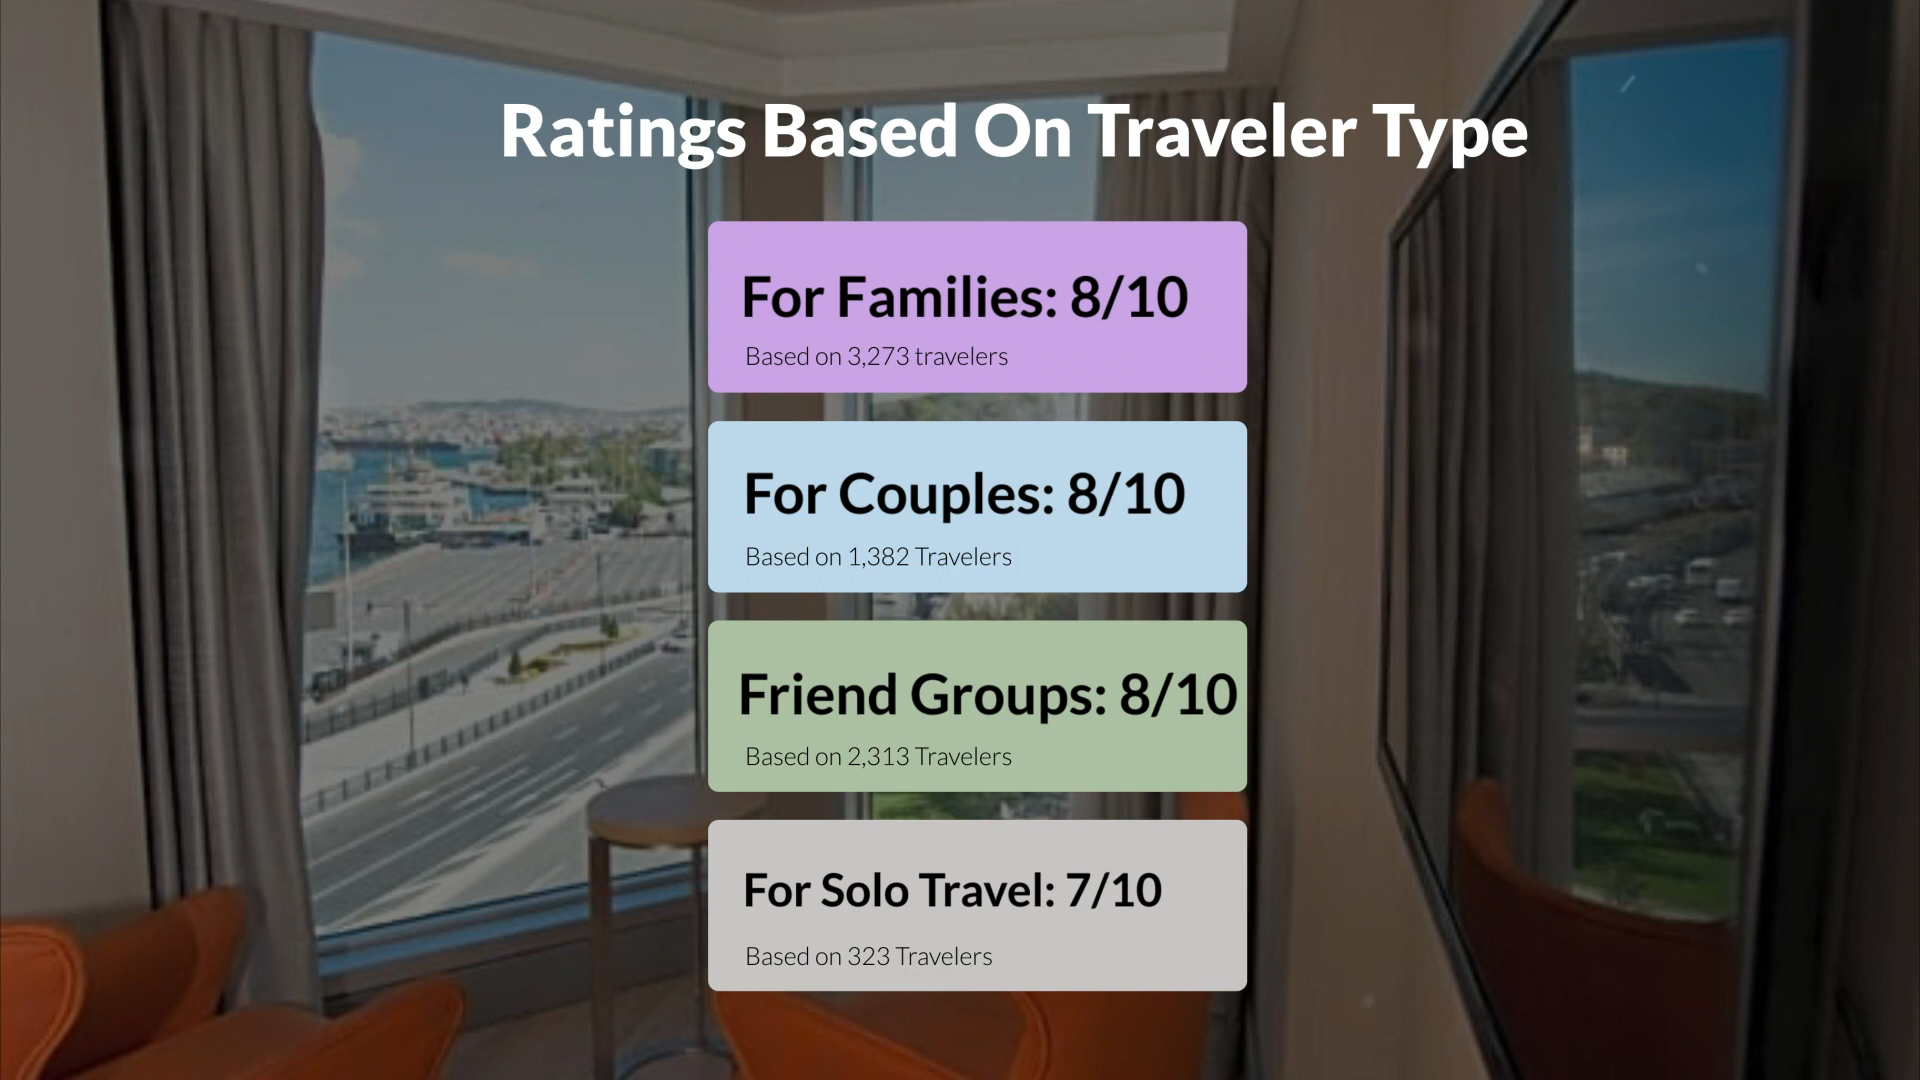 Ratings Based On Traveler Type
For Families: 8/10
Based on 3,273 travelers
For Couples: 8/10
Based on 1,382 Travelers
Friend Groups: 8/10
Based on 2,313 Travelers
For Solo Travel: 7/10
Based on 323 Travelers